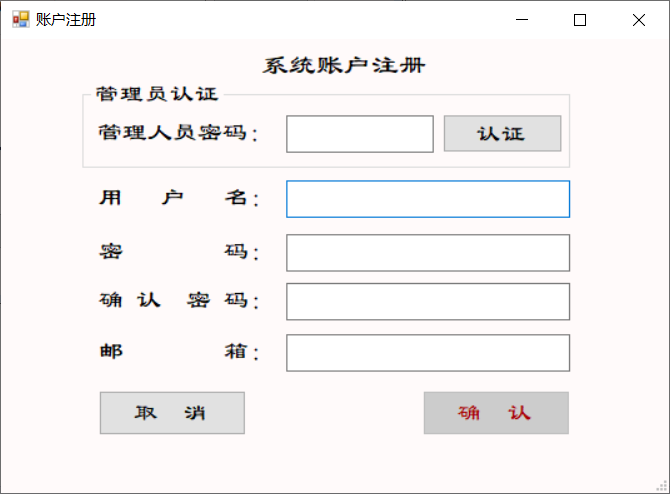 账户注册
系统账户注册
管理员认证
管理人员密码： 认证
用 户 名：
密 码：
确 认 密 码：
邮 箱：
取 消 确 认